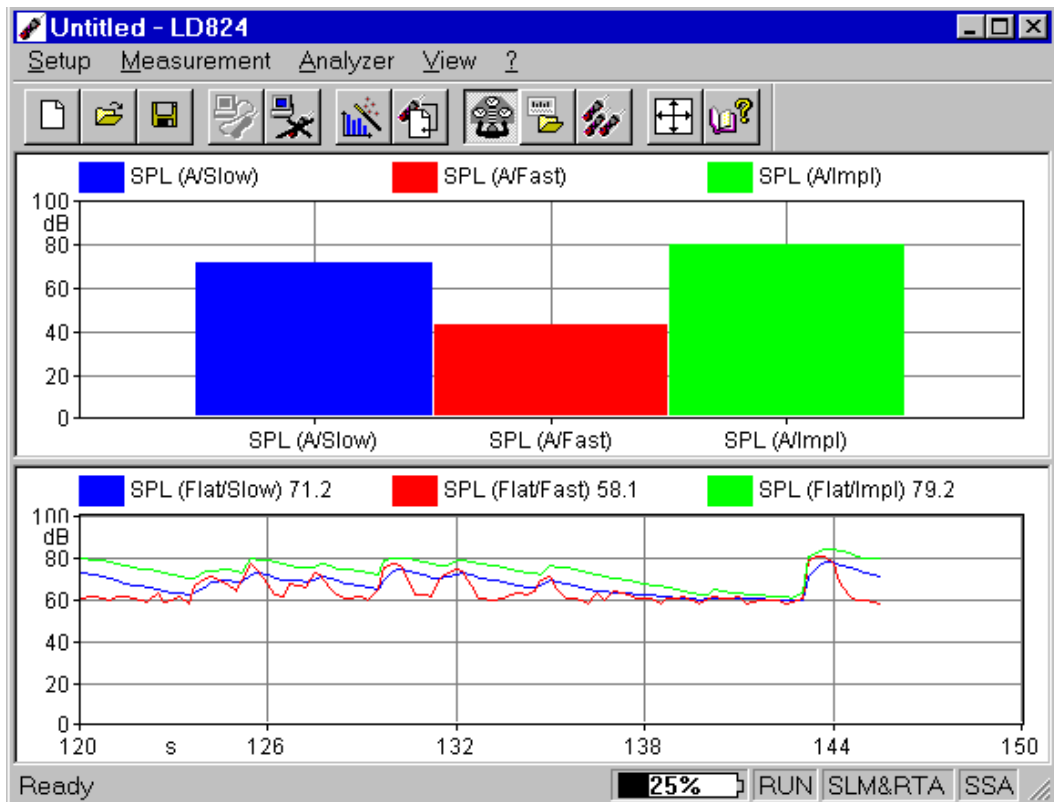 Untitled - LD824
Setup Measurement Analyzer View ?
SPL (A/Slow) SPL (A/Fast) SPL (A/Impl)
100
dB
80
60
40
20
0
SPL (A/Slow) SPL (A/Fast) SPL (A/Impl)
SPL (Flat/Slow) 71.2 SPL (Flat/Fast) 58.1 SPL (Flat/Impl) 79.2
100
dB
80
60
40
20
0
120 s 126 132 138 144 150
Ready 25% RUN SLM&RTA SSA